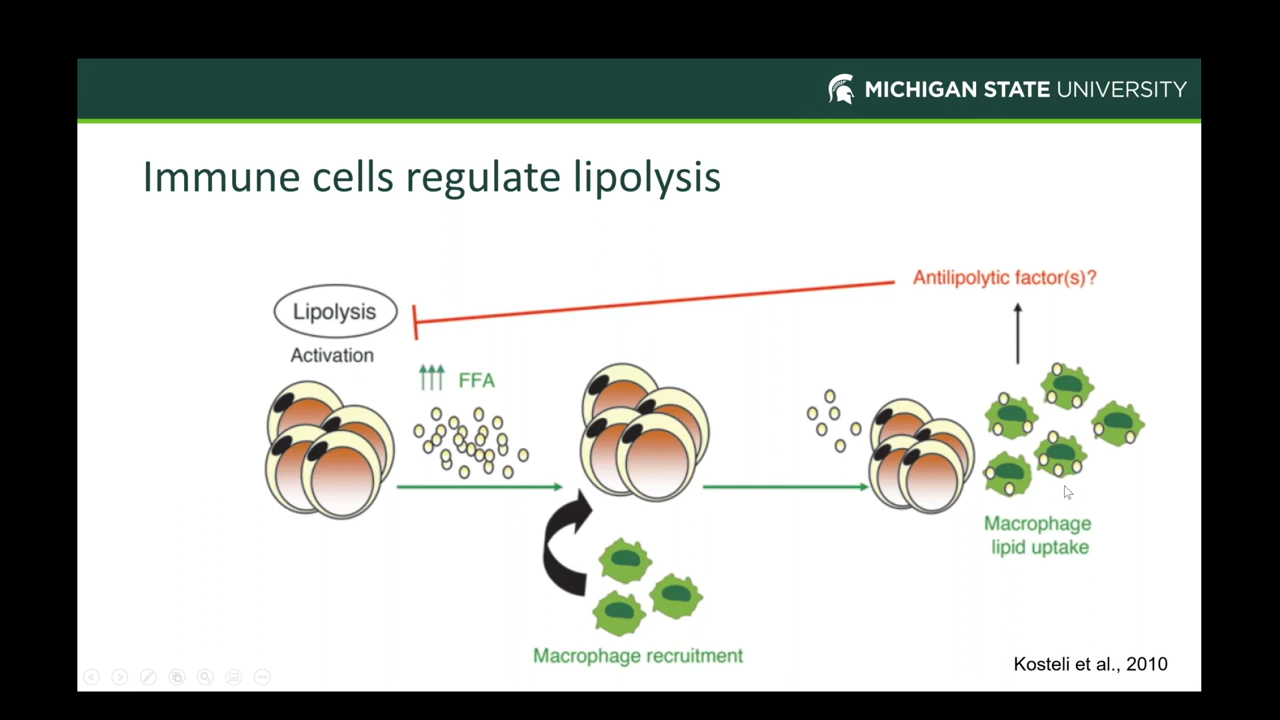 MICHIGAN STATE UNIVERSITY
Immune cells regulate lipolysis
Antilipolytic factor(s)?
Lipolysis
Activation
FFA
Macrophage
lipid uptake
Macrophage recruitment
Kosteli et al., 2010